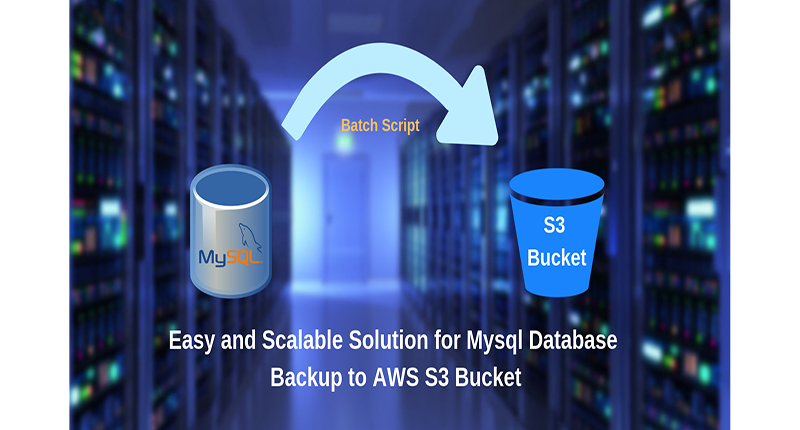 Batch Script
MySQL
S3
Bucket
Easy and Scalable Solution for Mysql Database
Backup to AWS S3 Bucket